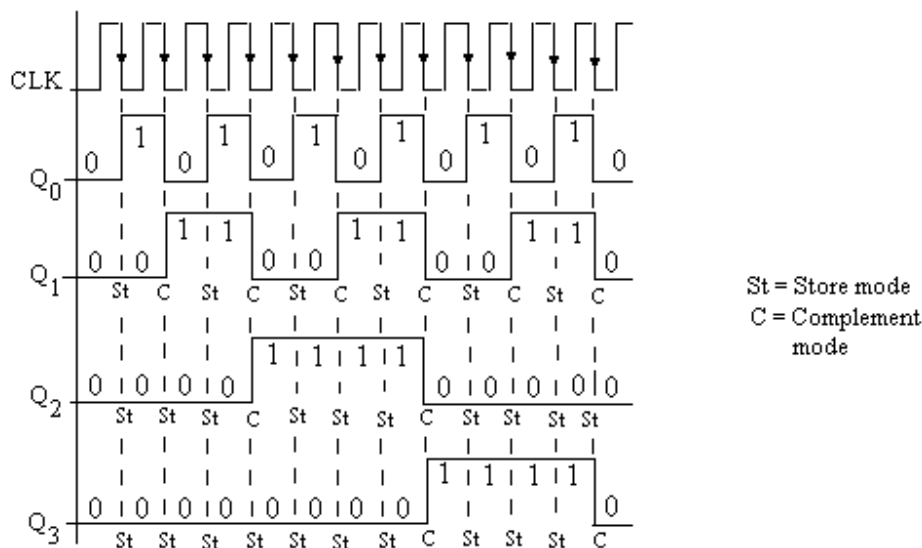 CLK
0 1 0 1 0 1 0 1 0 1 0 1 0
Q0
0 0 1 1 0 0 1 1 0 0 1 1 0
Q1
St C St C St C St C St C St C
St = Store mode
C = Complement
mode
0 0 0 0 1 1 1 1 0 0 0 0 0
Q2
St St St C St St St C St St St St
0 0 0 0 0 0 0 0 1 1 1 1 0
Q3
St St St St St St St C St St St C